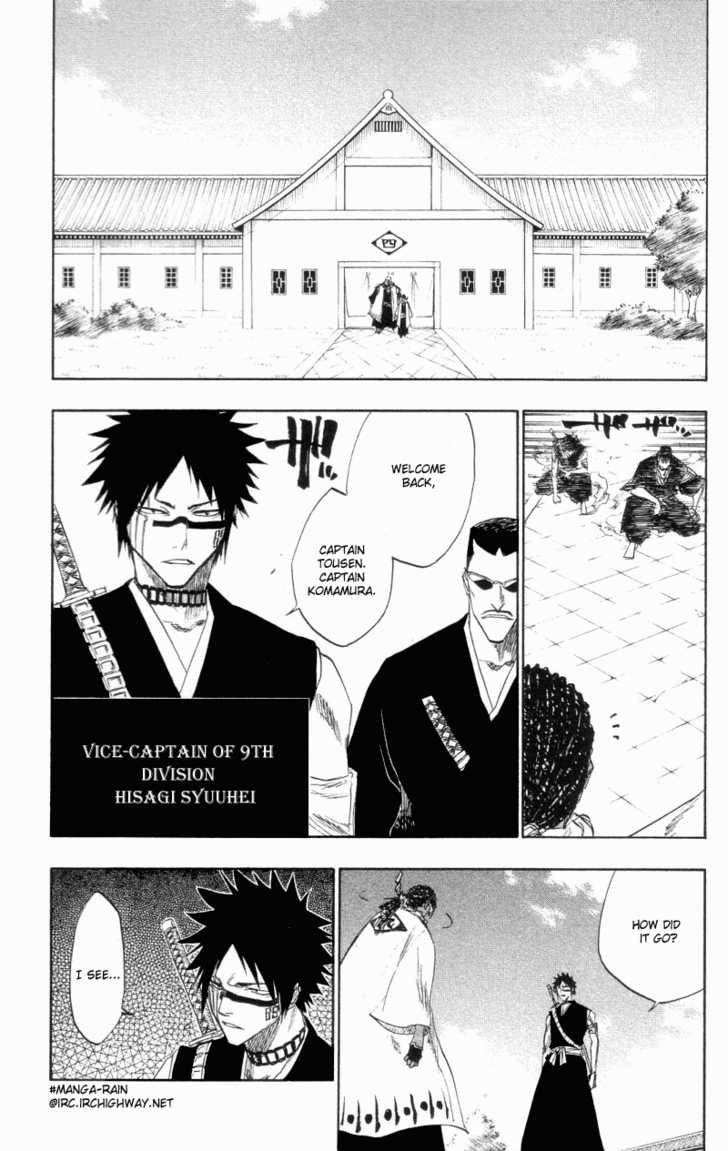 WELCOME
BACK,
CAPTAIN
TOUSEN.
CAPTAIN
KOMAMURA.
VICE-CAPTAIN OF 9TH
DIVISION
HISAGI SYUUHEI
HOW DID
IT GO?
I SEE...
#MANGA-RAIN
@IRC.IRCHIGHWAY.NET